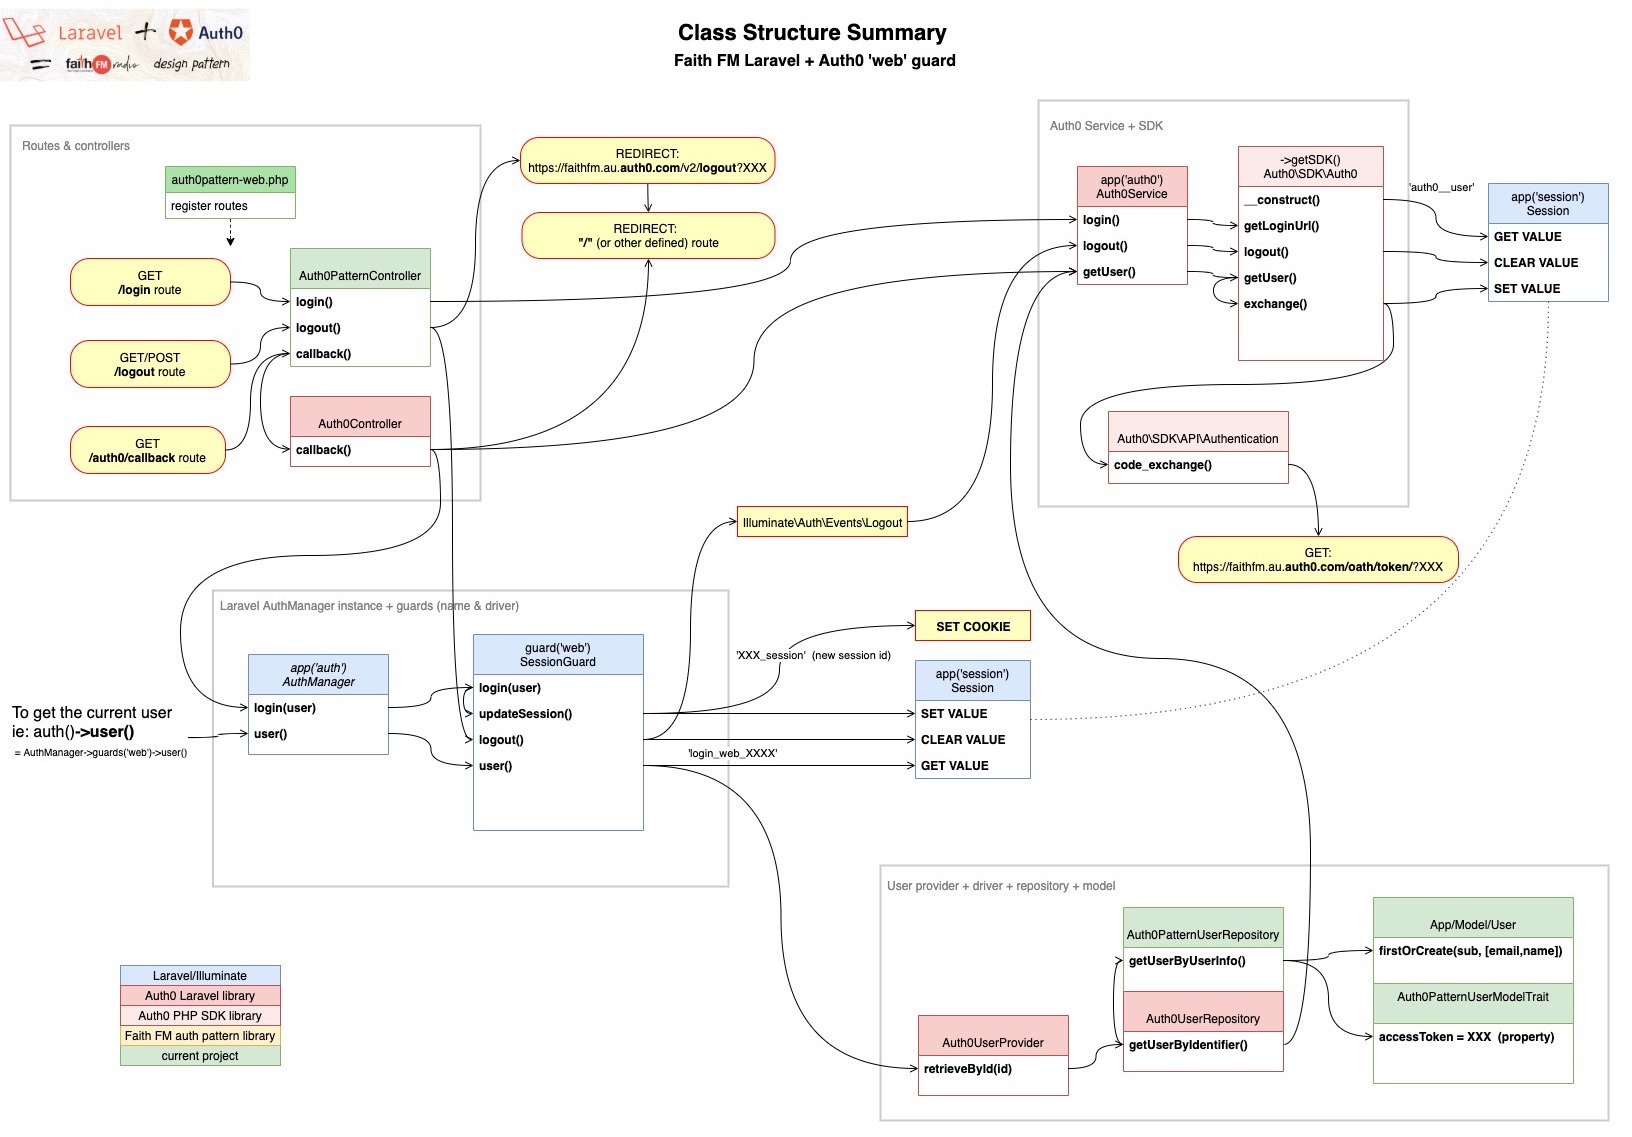 Laravel + Auth0
= faith FM radio design pattern
Class Structure Summary
Faith FM Laravel + Auth0 'web' guard
Routes & controllers
auth0pattern-web.php
register routes
GET
/login route
GET/POST
/logout route
GET
/auth0/callback route
Auth0PatternController
login()
logout()
callback()
Auth0Controller
callback()
REDIRECT:
https://faithfm.au.auth0.com/v2/logout?XXX
REDIRECT:
"/" (or other defined) route
Auth0 Service + SDK
app('auth0')
Auth0Service
login()
logout()
getUser()
->getSDK()
Auth0\SDK\Auth0
__construct()
getLoginUrl()
logout()
getUser()
exchange()
'auth0__user'
app('session')
Session
GET VALUE
CLEAR VALUE
SET VALUE
Auth0\SDK\API\Authentication
code_exchange()
GET:
https://faithfm.au.auth0.com/oath/token/?XXX
Illuminate\Auth\Events\Logout
Laravel AuthManager instance + guards (name & driver)
app('auth')
AuthManager
login(user)
user()
guard('web')
SessionGuard
login(user)
updateSession()
logout()
user()
To get the current user
ie: auth()->user()
= AuthManager->guards('web')->user()
SET COOKIE
'XXX_session'  (new session id)
app('session')
Session
SET VALUE
CLEAR VALUE
GET VALUE
'login_web_XXXX'
User provider + driver + repository + model
Auth0UserProvider
retrieveById(id)
Auth0PatternUserRepository
getUserByUserInfo()
Auth0UserRepository
getUserByIdentifier()
App/Model/User
firstOrCreate(sub, [email,name])
Auth0PatternUserModelTrait
accessToken = XXX  (property)
Laravel/Illuminate
Auth0 Laravel library
Auth0 PHP SDK library
Faith FM auth pattern library
current project